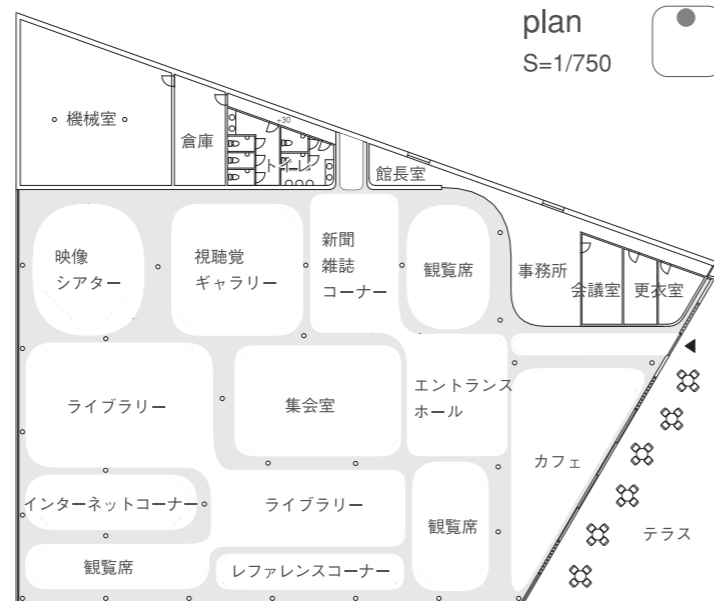 plan
S=1/750
機械室
倉庫
+30
トイレ
館長室
映像
シアター
視聴覚
ギャラリー
新聞
雑誌
コーナー
観覧席
事務所
会議室
更衣室
ライブラリー
集会室
エントランス
ホール
カフェ
インターネットコーナー
ライブラリー
観覧席
テラス
観覧席
レファレンスコーナー